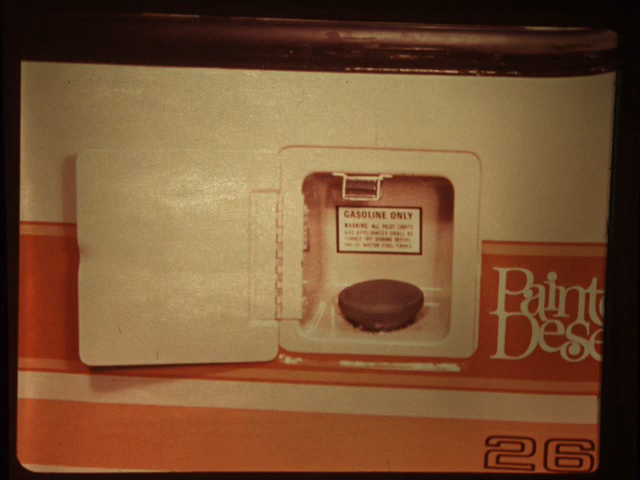 GASOLINE ONLY
WARNING: ALL PILOT LIGHTS
AND APPLIANCES SHALL BE
TURNED OFF DURING REFUEL-
ING OF MOTOR FUEL TANKS.
Paint
Dese
26